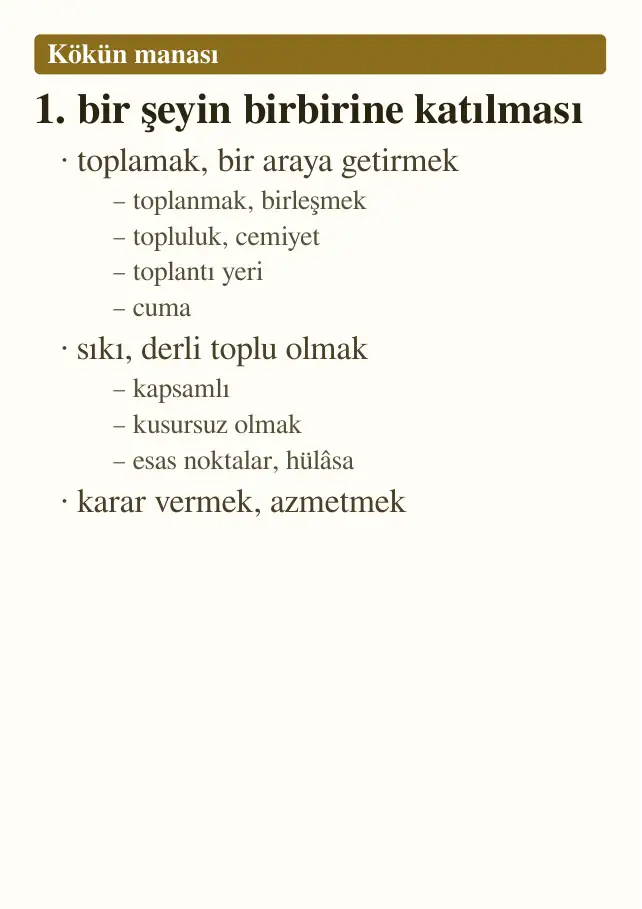 Kökün manası
1. bir şeyin birbirine katılması
· toplamak, bir araya getirmek
– toplanmak, birleşmek
– topluluk, cemiyet
– toplantı yeri
– cuma
· sıkı, derli toplu olmak
– kapsamlı
– kusursuz olmak
– esas noktalar, hülâsa
· karar vermek, azmetmek